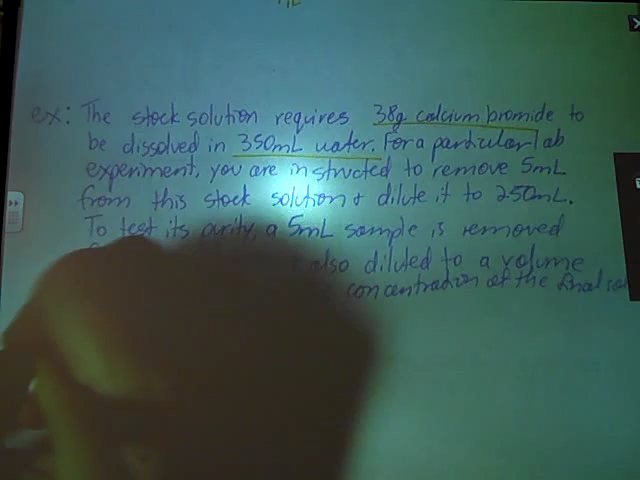 ex: The stock solution requires 38g calcium bromide to
be dissolved in 350mL water. For a particular lab
experiment, you are instructed to remove 5mL
from this stock solution & dilute it to 250mL.
To test its purity, a 5mL sample is removed
also diluted to a volume
concentration of the final